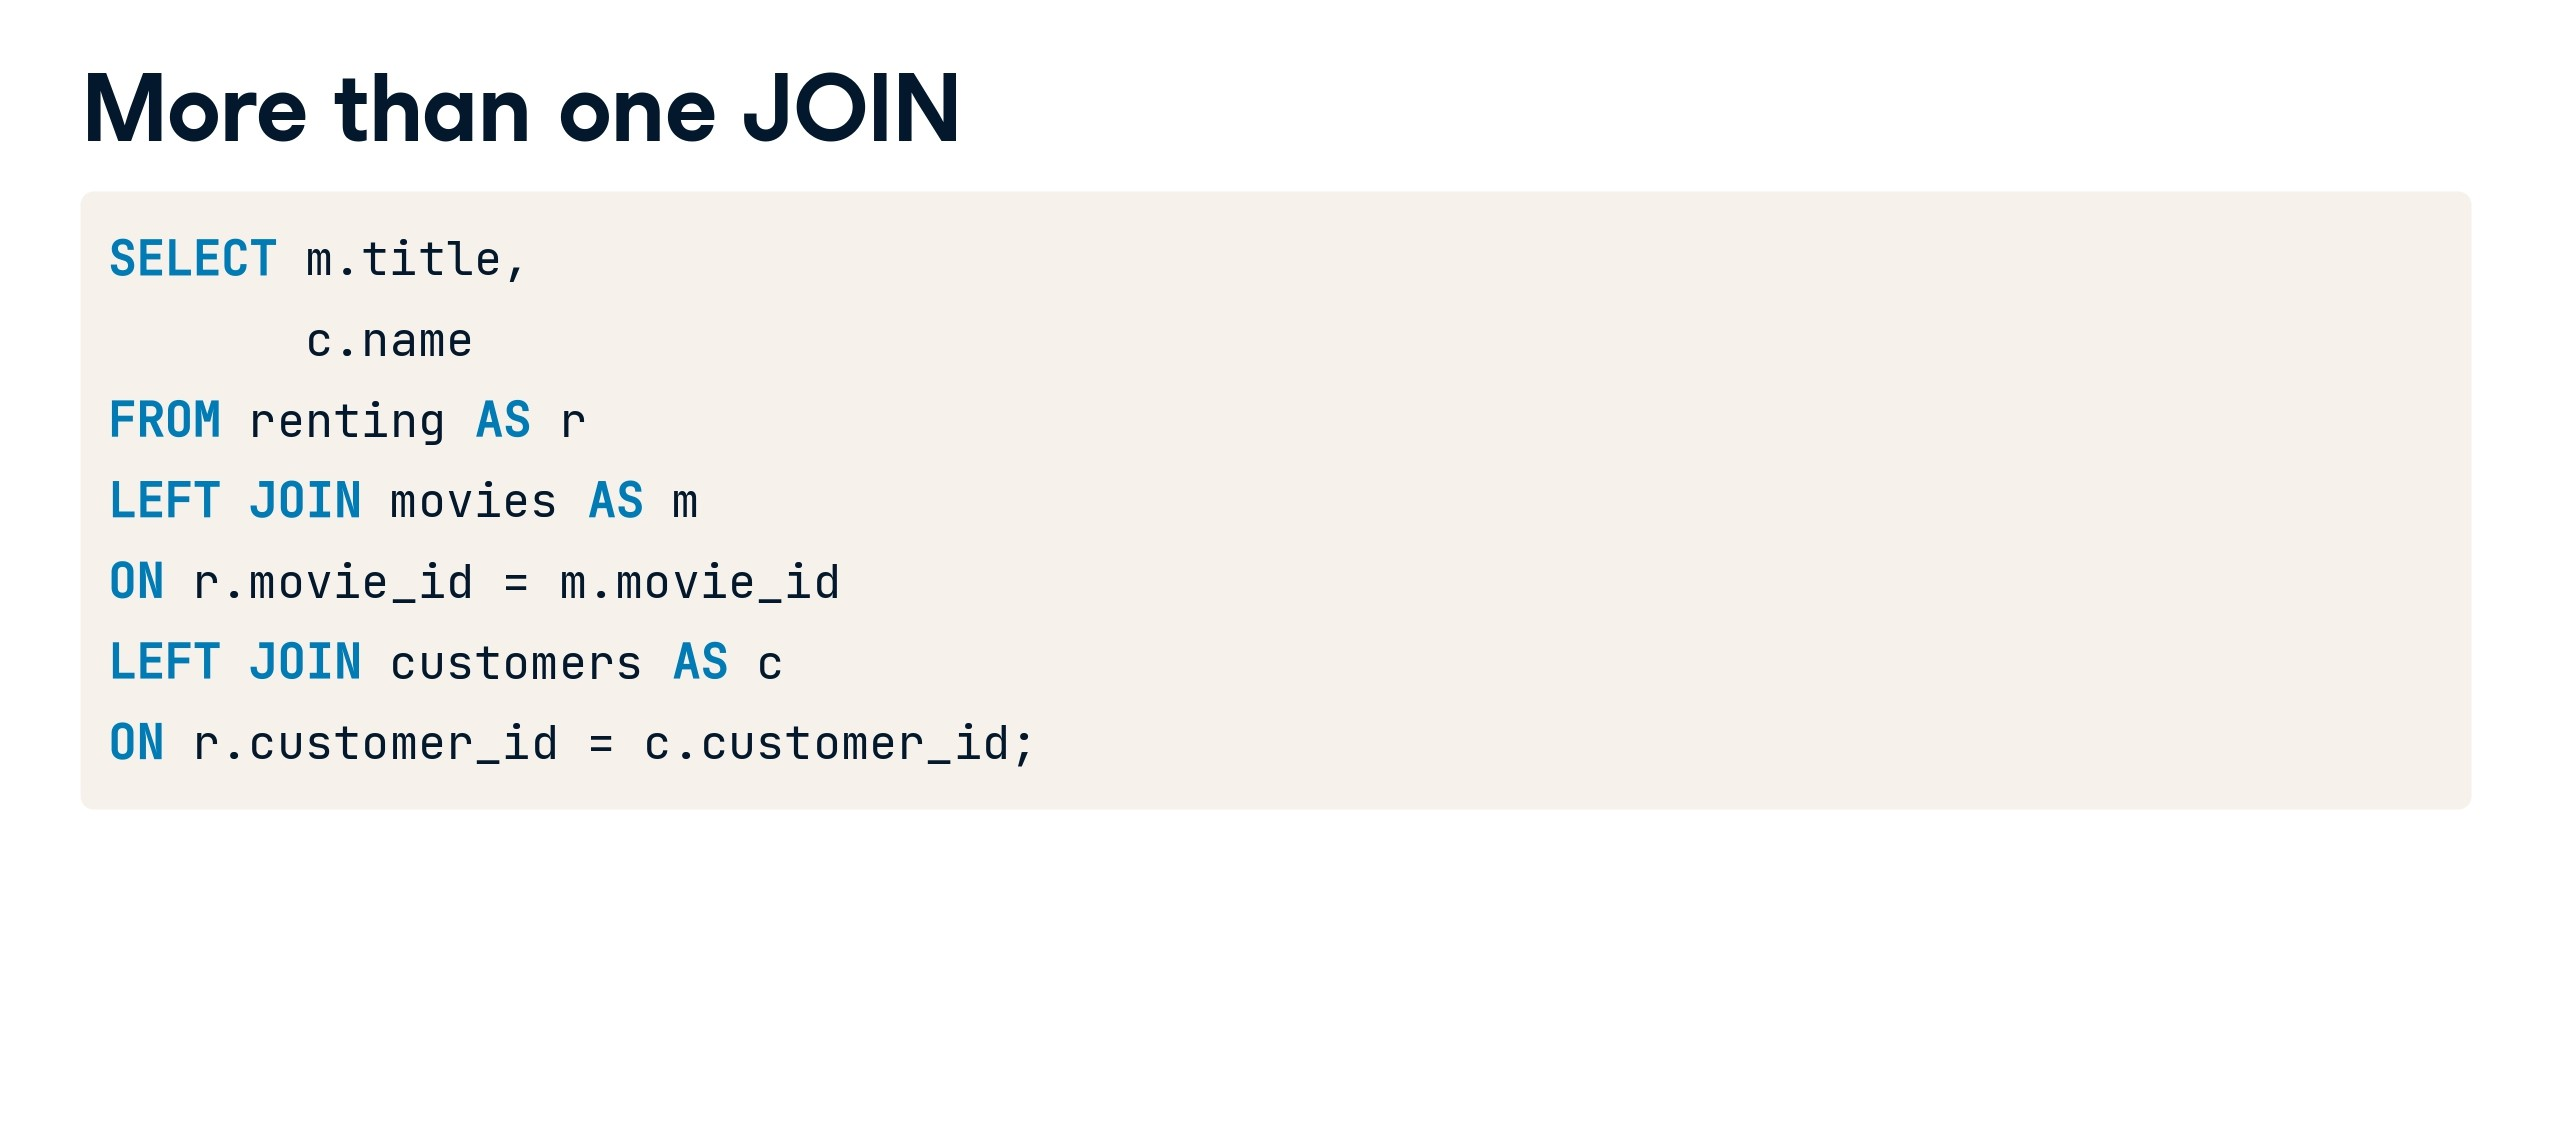 More than one JOIN
SELECT m.title,
       c.name
FROM renting AS r
LEFT JOIN movies AS m
ON r.movie_id = m.movie_id
LEFT JOIN customers AS c
ON r.customer_id = c.customer_id;